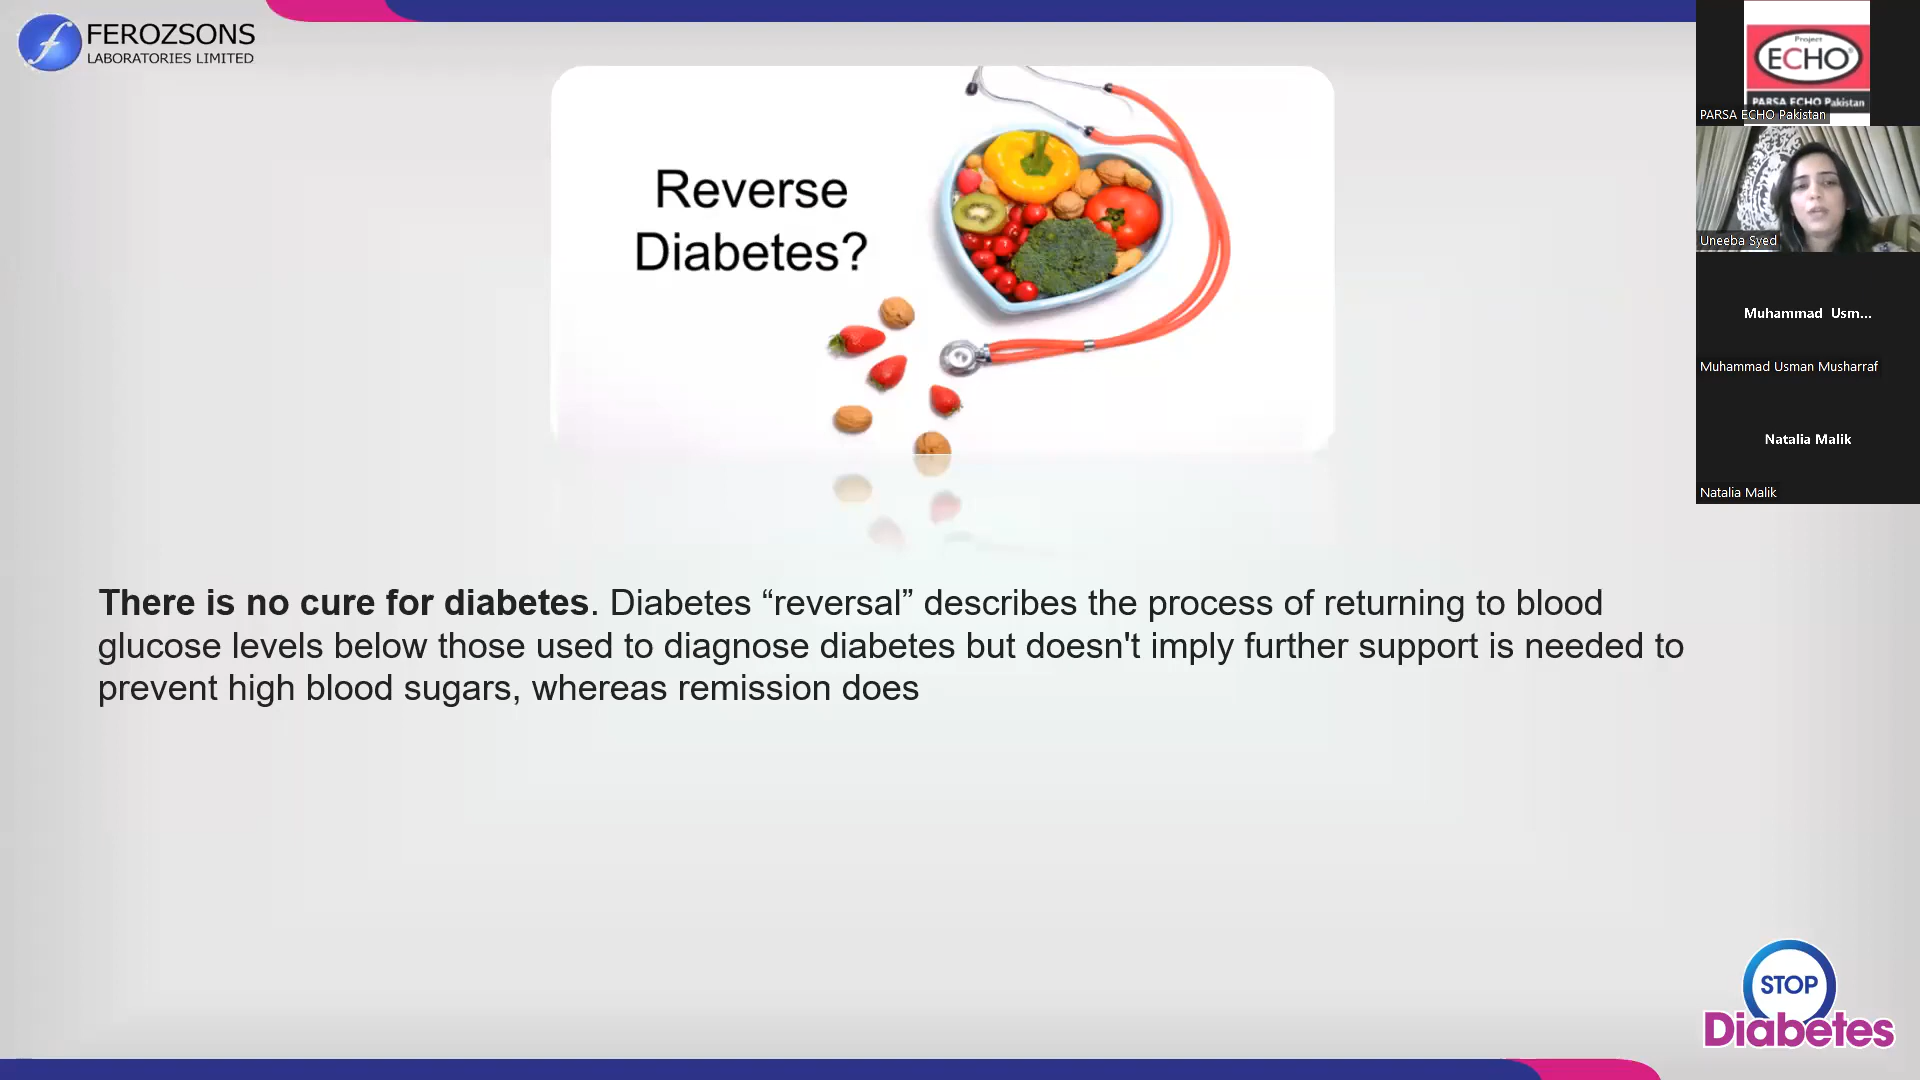 FEROZSONS
LABORATORIES LIMITED
Reverse
Diabetes?
There is no cure for diabetes. Diabetes “reversal” describes the process of returning to blood
glucose levels below those used to diagnose diabetes but doesn't imply further support is needed to
prevent high blood sugars, whereas remission does
Project
ECHO®
PARSA ECHO Pakistan
PARSA ECHO Pakistan
Uneeba Syed
Muhammad Usm...
Muhammad Usman Musharraf
Natalia Malik
Natalia Malik
STOP
Diabetes